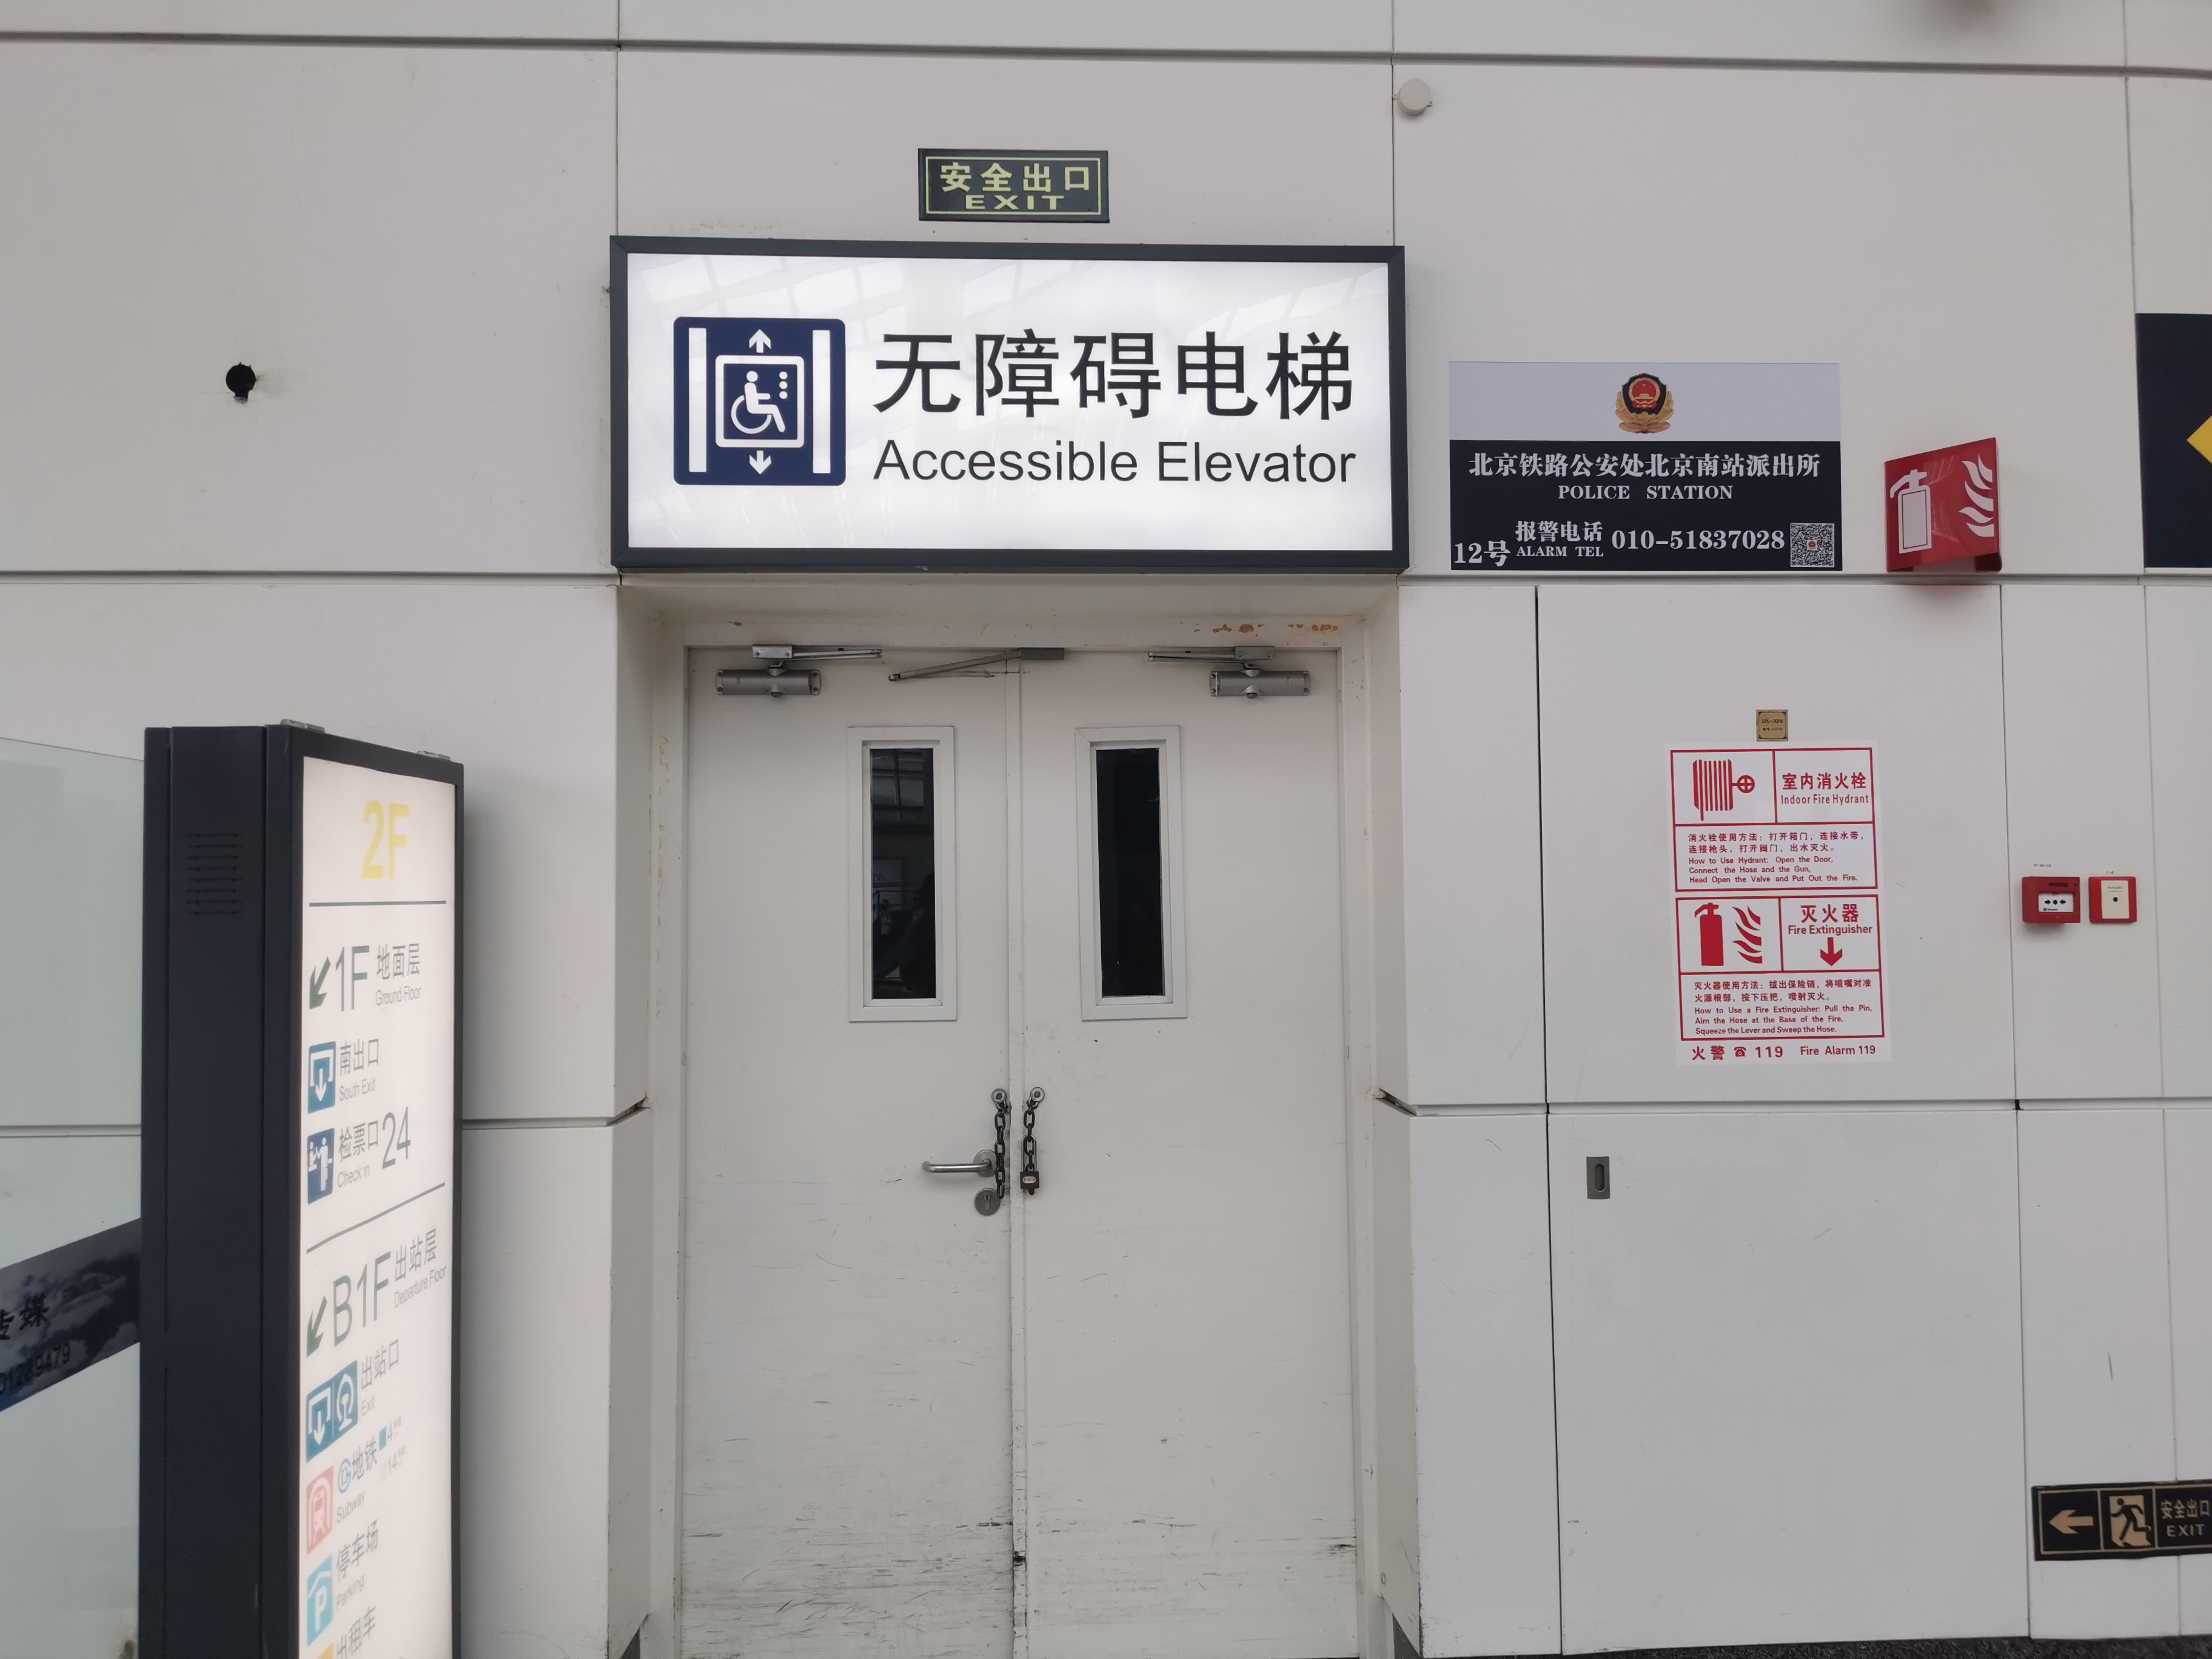 安全出口
EXIT
无障碍电梯
Accessible Elevator
北京铁路公安处北京南站派出所
POLICE STATION
12号 报警电话 010-51837028
ALARM TEL
室内消火栓
Indoor Fire Hydrant
消火栓使用方法：打开箱门，连接水带，
连接枪头，打开阀门，出水灭火。
How to Use Hydrant: Open the Door,
Connect the Hose and the Gun,
Head Open the Valve and Put Out the Fire.
灭火器
Fire Extinguisher
灭火器使用方法：拔出保险销，将喷嘴对准
火源根部，按下压把，喷射灭火。
How to Use a Fire Extinguisher: Pull the Pin,
Aim the Hose at the Base of the Fire,
Squeeze the Lever and Sweep the Hose.
火警 ☎ 119 Fire Alarm 119
2F
1F 地面层
Ground Floor
南出口
South Exit
检票口 24
Check in
B1F 出站层
Departure Floor
出站口
Exit
地铁 4
14
Subway
停车场
P
Parking
出租车
传媒
安全出口
EXIT